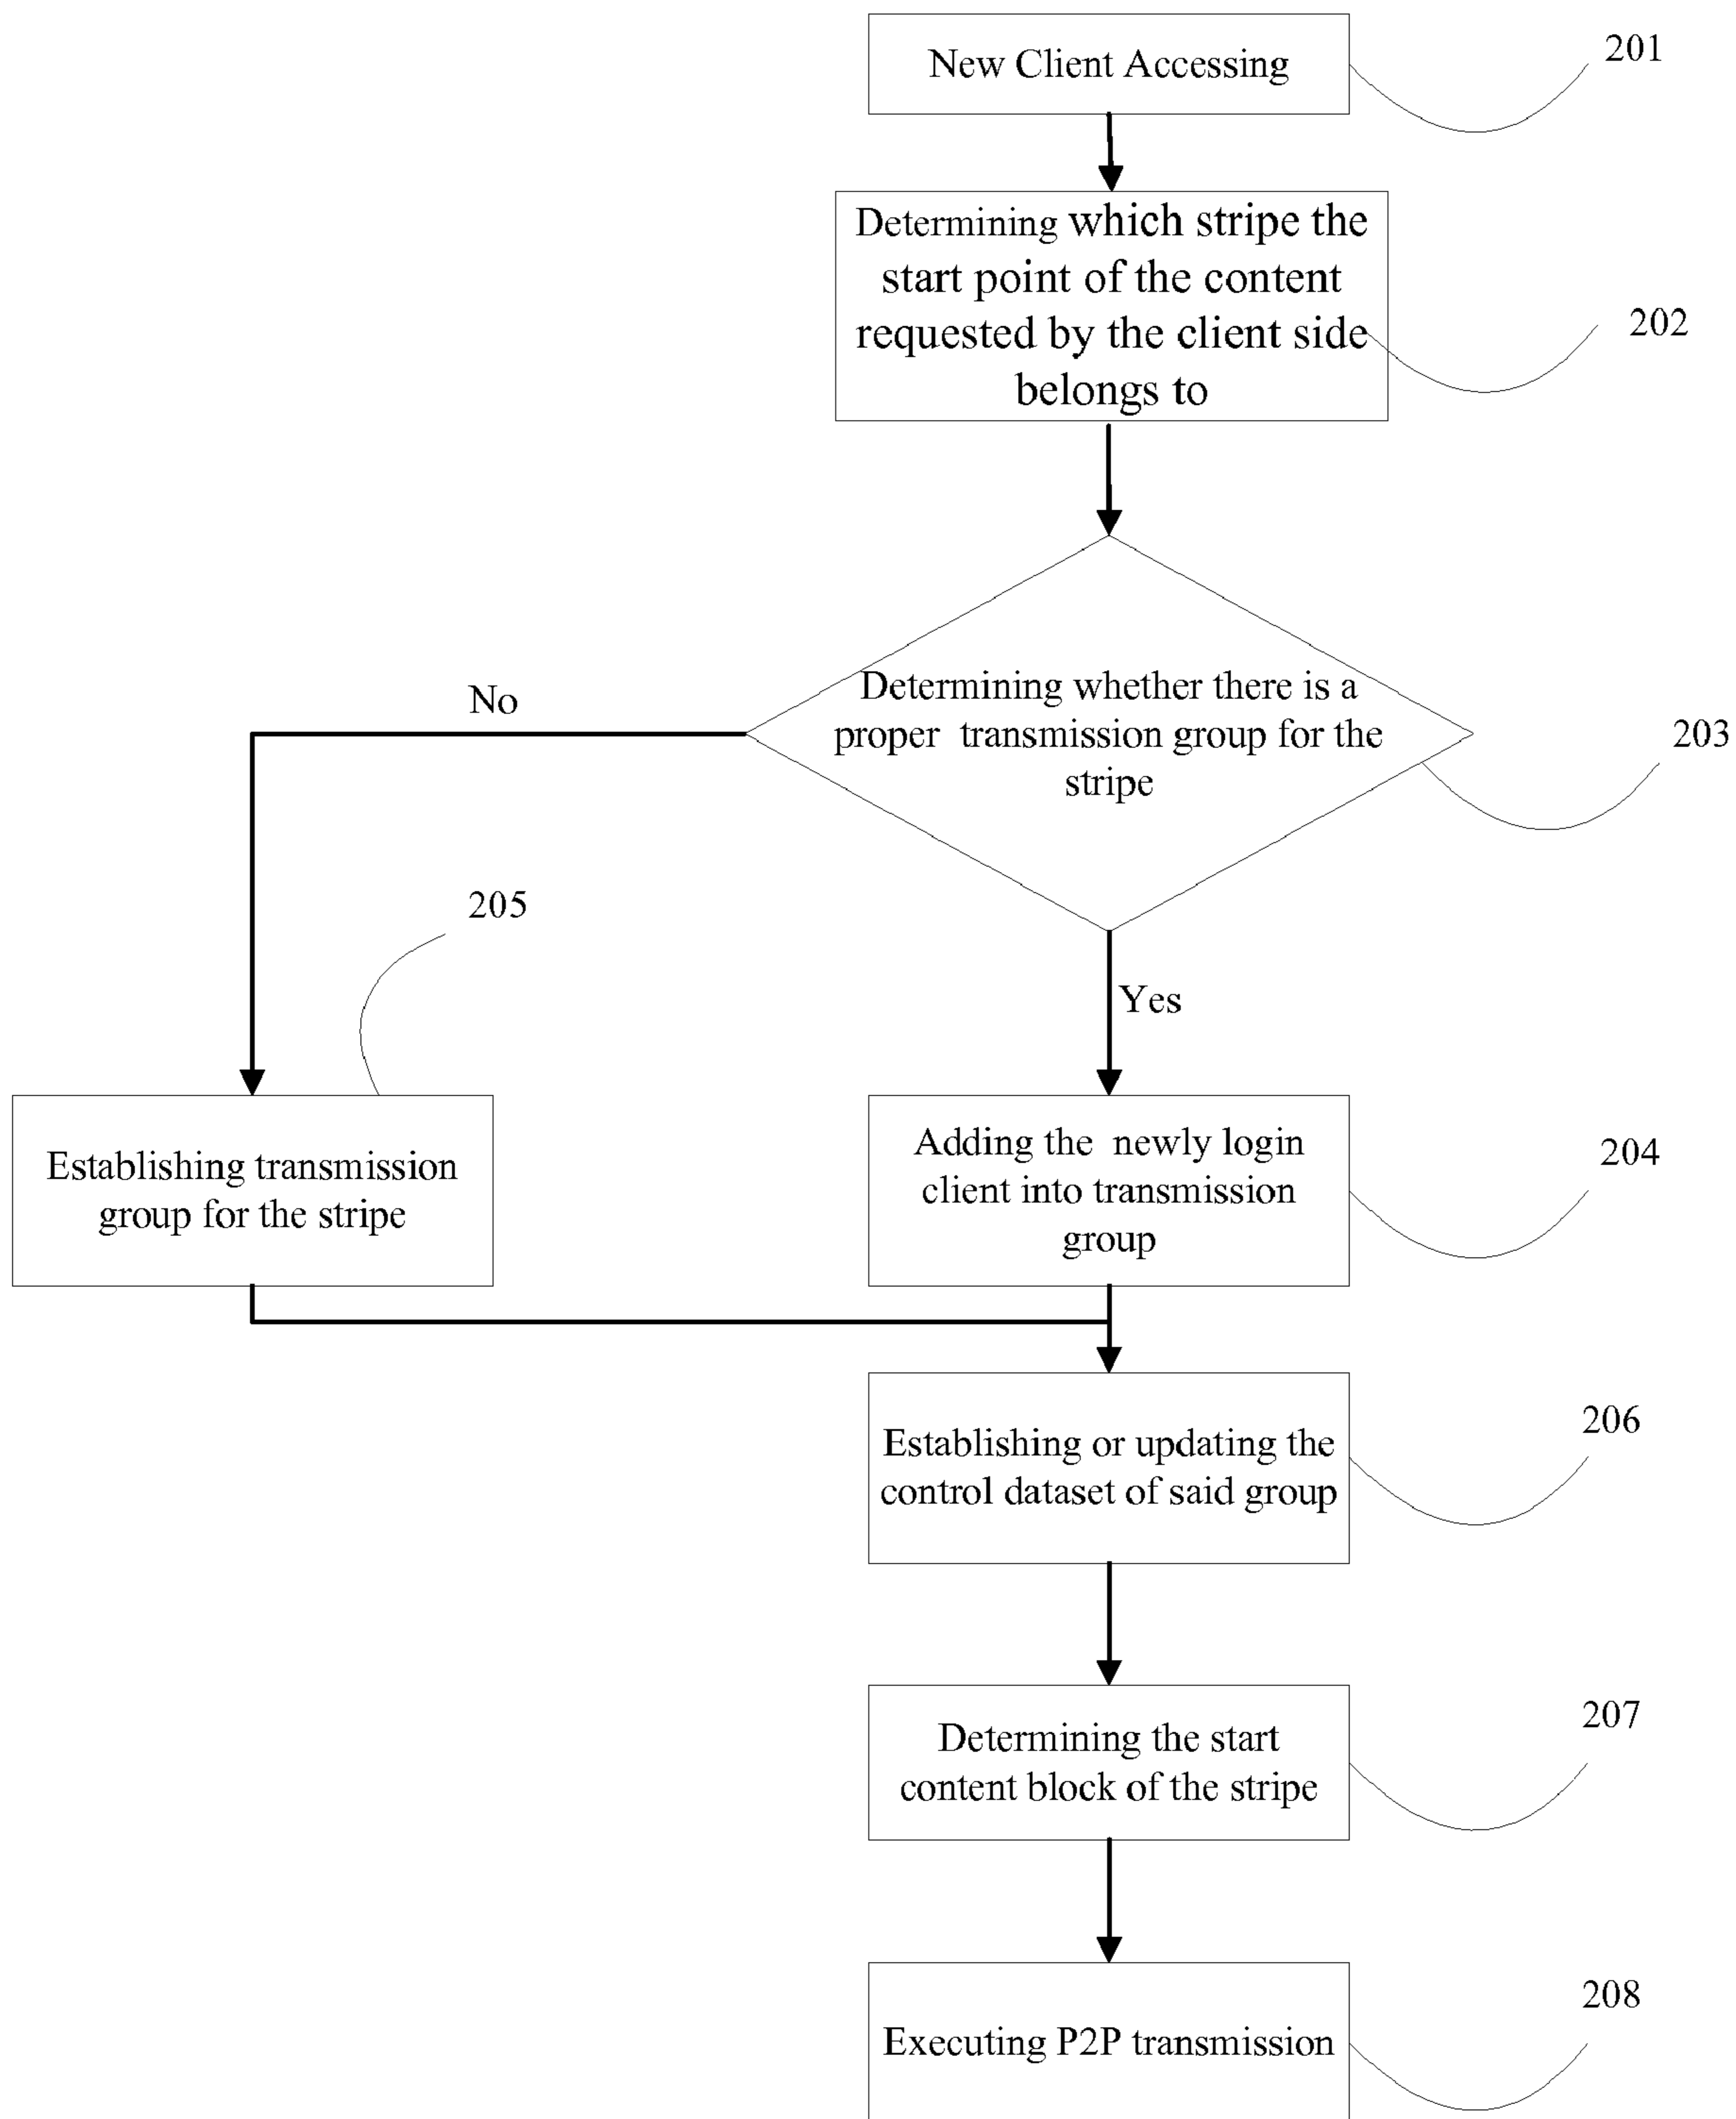 New Client Accessing
201
Determining which stripe the
start point of the content
requested by the client side
belongs to
202
Determining whether there is a
proper transmission group for the
stripe
203
No
Yes
205
Establishing transmission
group for the stripe
Adding the newly login
client into transmission
group
204
Establishing or updating the
control dataset of said group
206
Determining the start
content block of the stripe
207
Executing P2P transmission
208